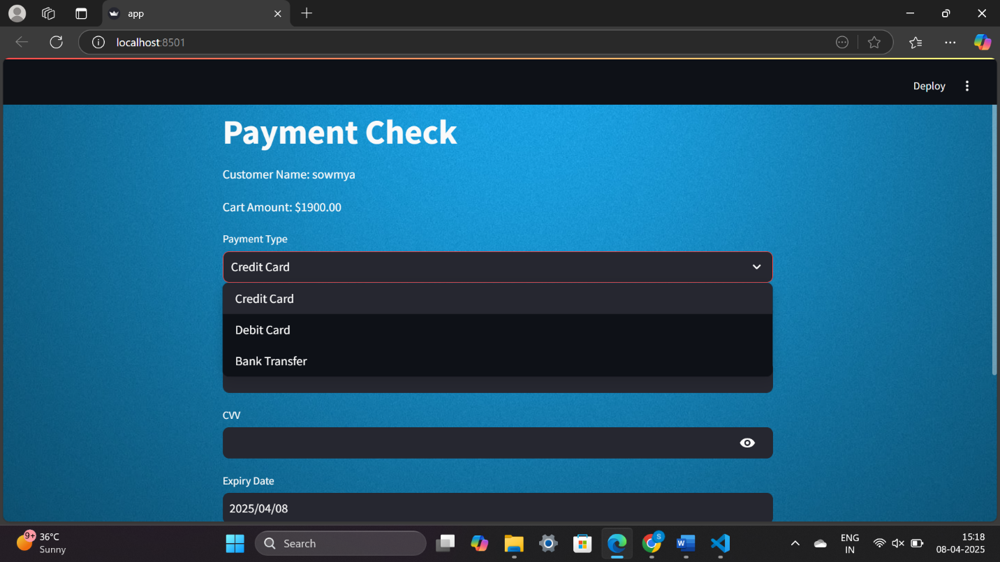 app
localhost:8501
Deploy
Payment Check
Customer Name: sowmya
Cart Amount: $1900.00
Payment Type
Credit Card
Credit Card
Debit Card
Bank Transfer
CVV
Expiry Date
2025/04/08
9+
36°C
Sunny
Search
S
W
ENG
IN
15:18
08-04-2025